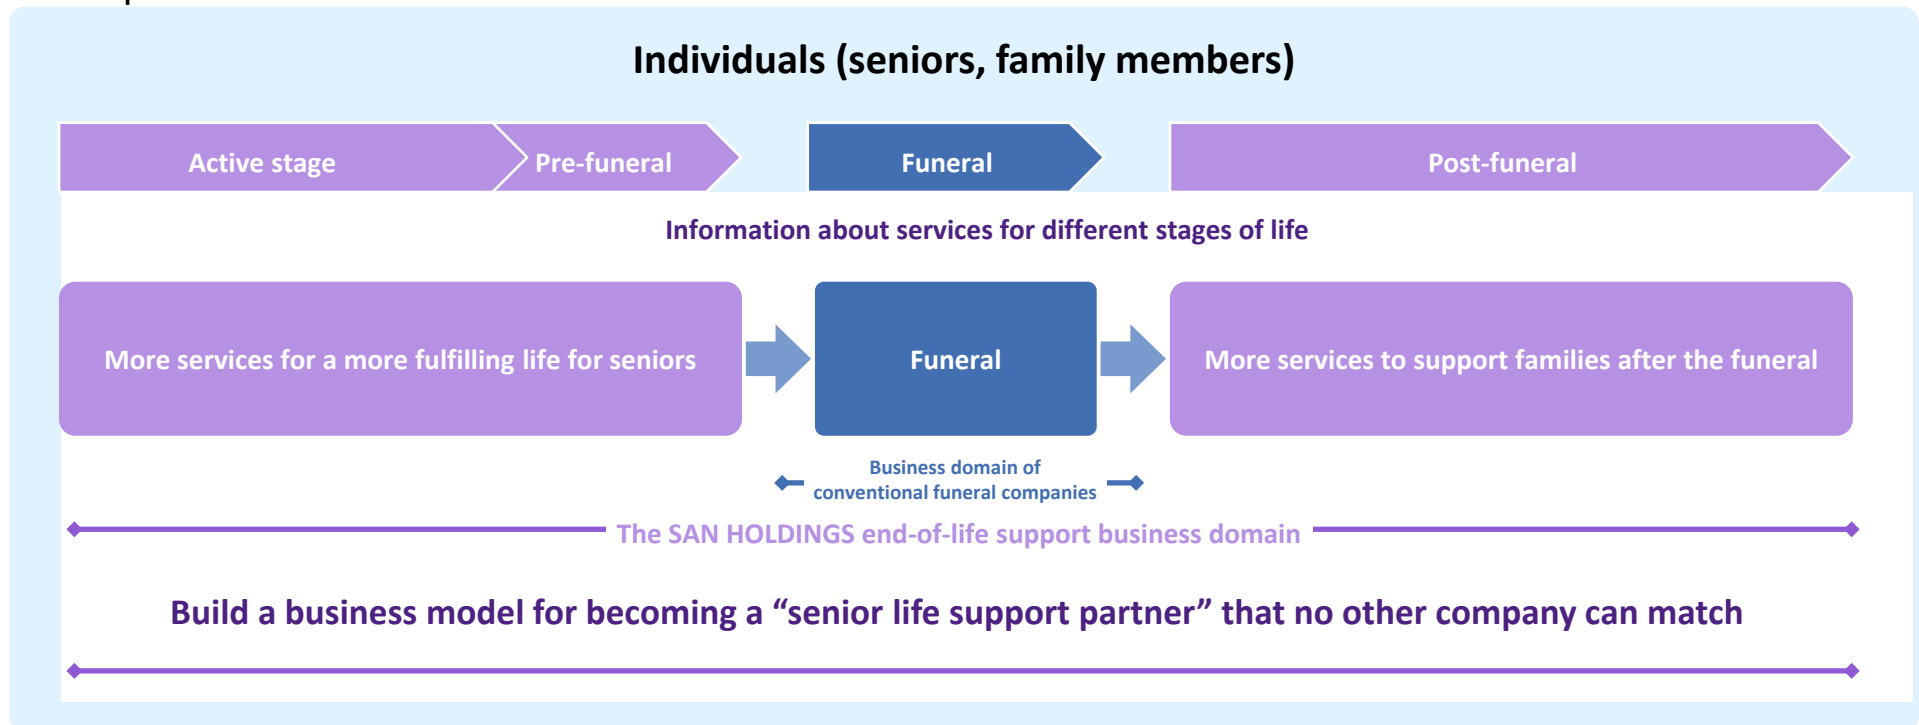 Individuals (seniors, family members)
Active stage
Pre-funeral
Funeral
Post-funeral
Information about services for different stages of life
More services for a more fulfilling life for seniors
Funeral
More services to support families after the funeral
Business domain of
conventional funeral companies
The SAN HOLDINGS end-of-life support business domain
Build a business model for becoming a “senior life support partner” that no other company can match